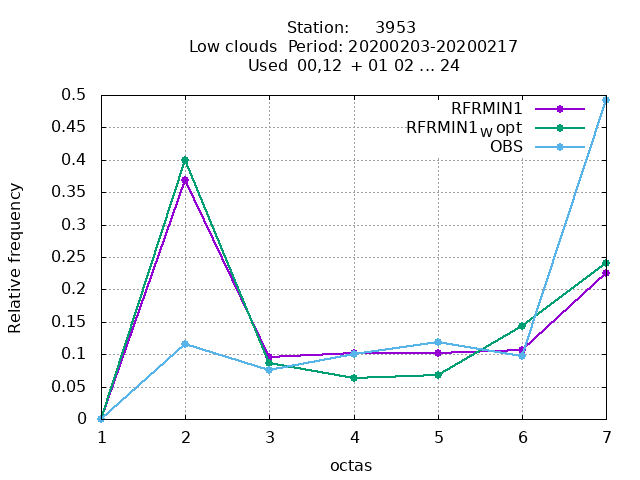 Station: 3953
Low clouds Period: 20200203-20200217
Used 00,12 + 01 02 ... 24
RFRMIN1
RFRMIN1w opt
OBS
Relative frequency
0.5
0.45
0.4
0.35
0.3
0.25
0.2
0.15
0.1
0.05
0
1 2 3 4 5 6 7
octas